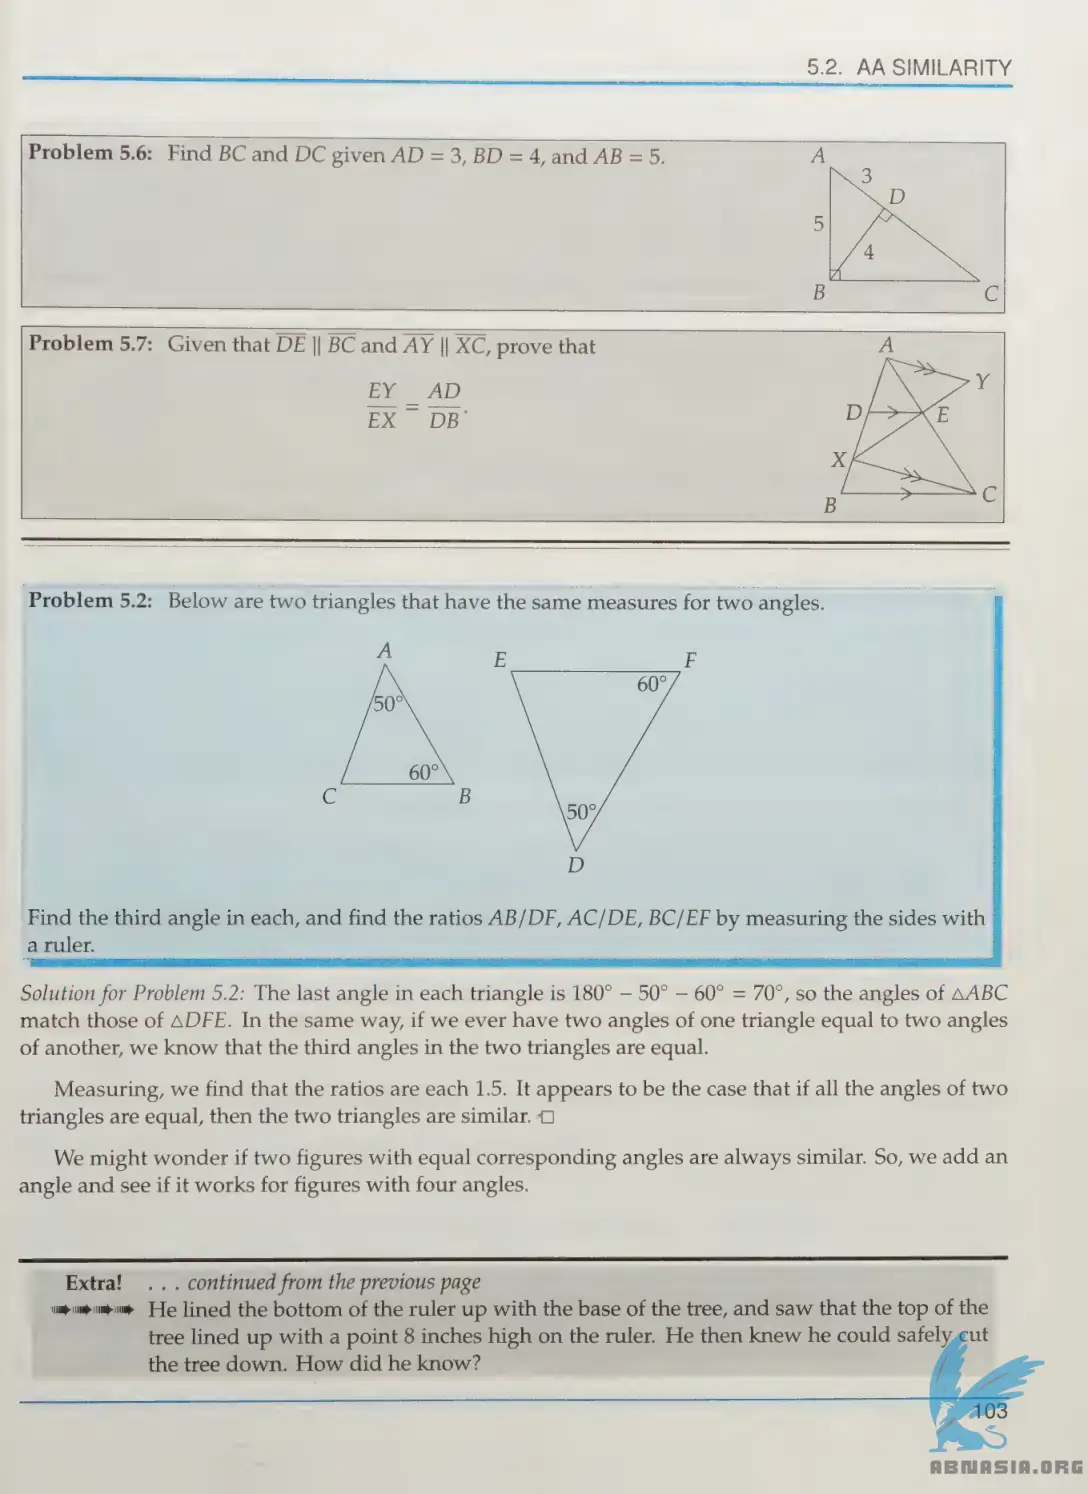 5.2. AA SIMILARITY
Problem 5.6: Find BC and DC given AD = 3, BD = 4, and AB = 5.
A
3
D
5
4
B
C
Problem 5.7: Given that DE || BC and AY || XC, prove that
EY/EX = AD/DB.
A
Y
D
E
X
B
C
Problem 5.2: Below are two triangles that have the same measures for two angles.
A
E
F
50°
60°
60°
C
B
50°
D
Find the third angle in each, and find the ratios AB/DF, AC/DE, BC/EF by measuring the sides with
a ruler.
Solution for Problem 5.2: The last angle in each triangle is 180° − 50° − 60° = 70°, so the angles of △ABC
match those of △DFE. In the same way, if we ever have two angles of one triangle equal to two angles
of another, we know that the third angles in the two triangles are equal.
Measuring, we find that the ratios are each 1.5. It appears to be the case that if all the angles of two
triangles are equal, then the two triangles are similar. □
We might wonder if two figures with equal corresponding angles are always similar. So, we add an
angle and see if it works for figures with four angles.
Extra! . . . continued from the previous page
He lined the bottom of the ruler up with the base of the tree, and saw that the top of the
tree lined up with a point 8 inches high on the ruler. He then knew he could safely cut
the tree down. How did he know?
103
ABNASIA.ORG